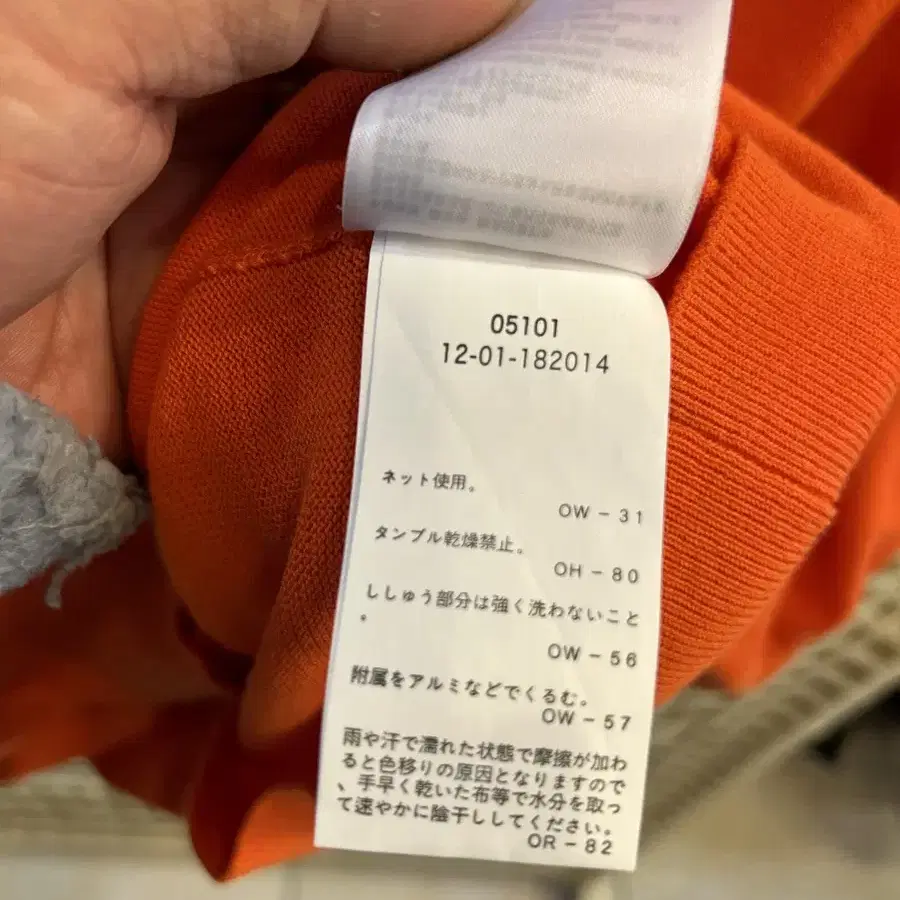 05101
12-01-182014
ネット使用。
OW-31
タンブル乾燥禁止。
OH-80
ししゅう部分は強く洗わないこと
。
OW-56
附属をアルミなどでくるむ。
OW-57
雨や汗で濡れた状態で摩擦が加わ
ると色移りの原因となりますので
、手早く乾いた布等で水分を取っ
て速やかに陰干ししてください。
OR-82